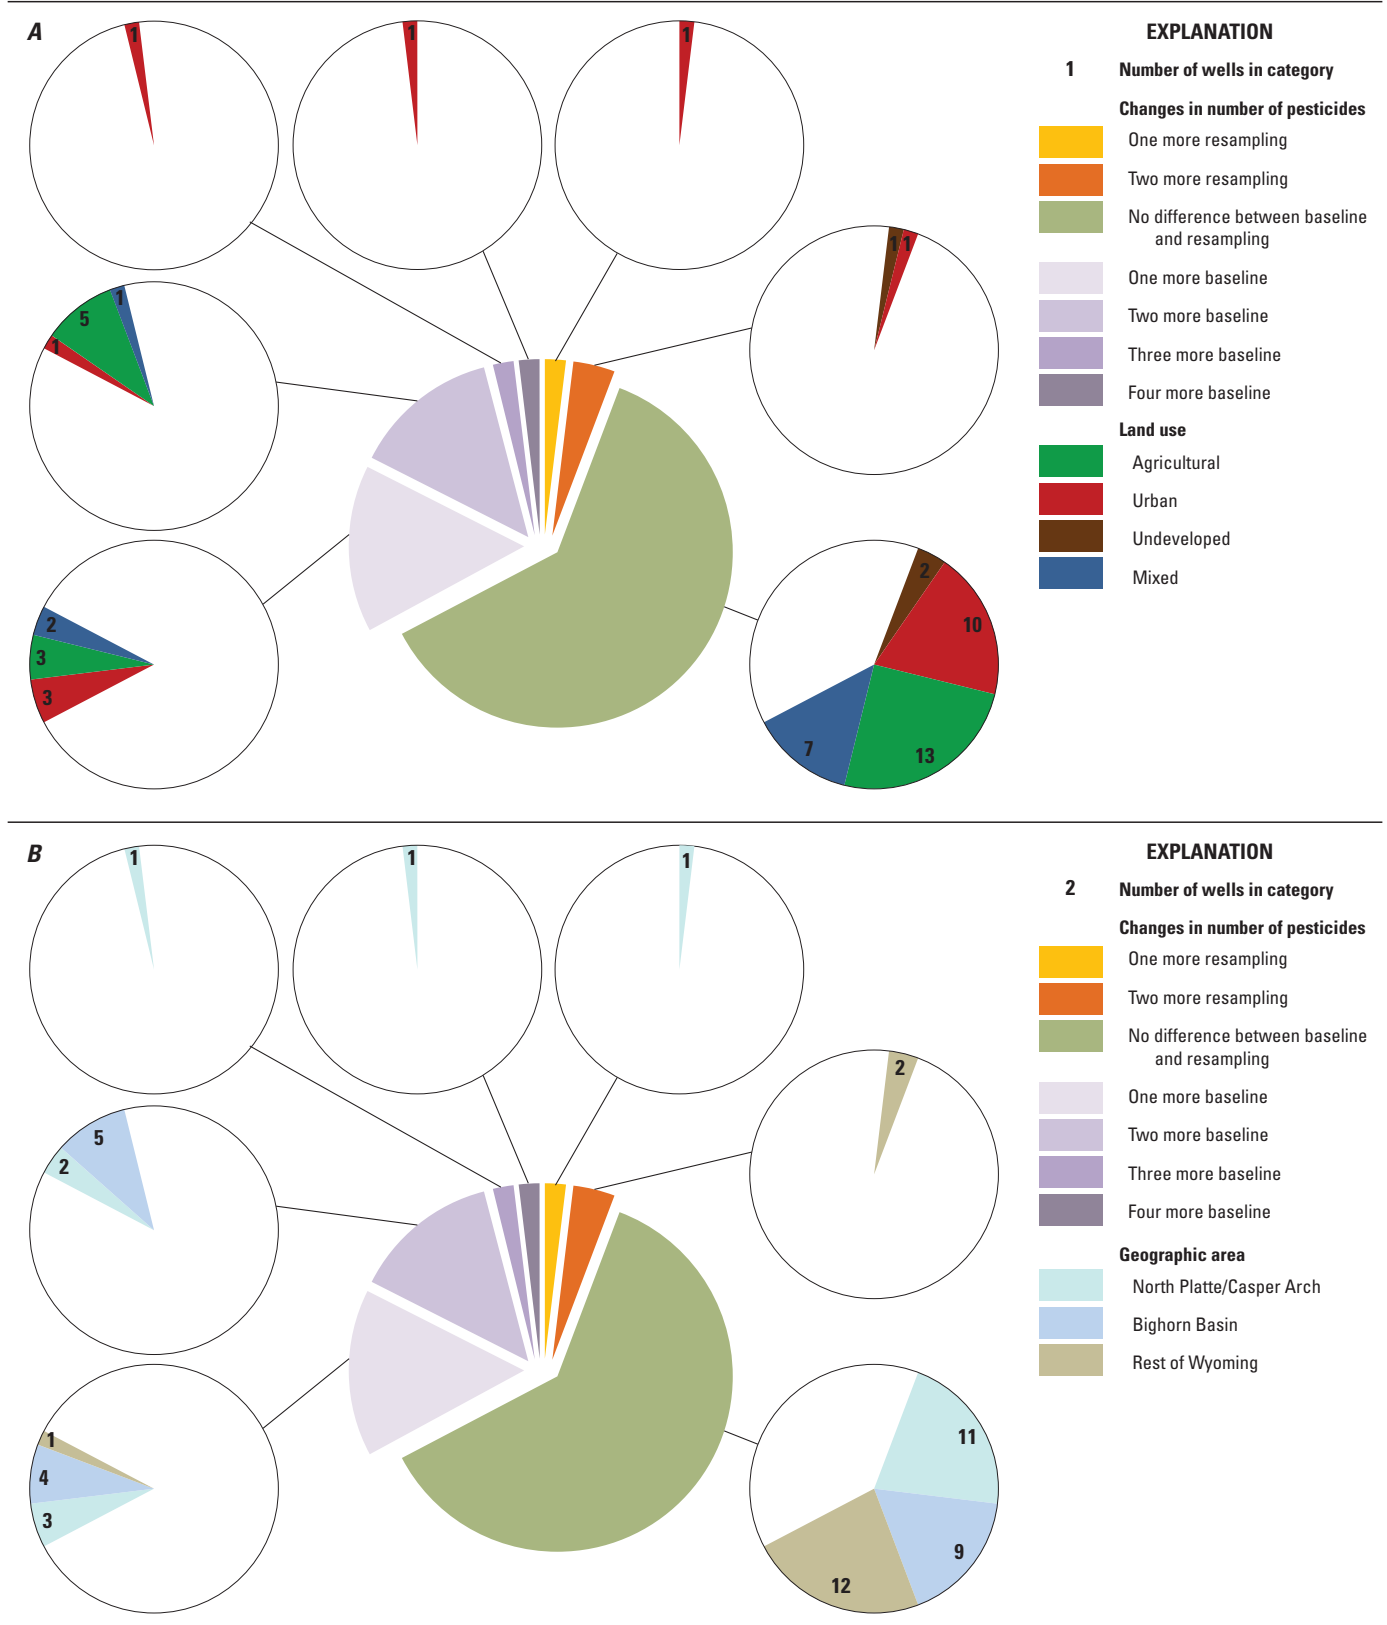 A
1
1
1
1 1
1
5
1
2
3
3
2
10
13
7
EXPLANATION
1 Number of wells in category
Changes in number of pesticides
One more resampling
Two more resampling
No difference between baseline
and resampling
One more baseline
Two more baseline
Three more baseline
Four more baseline
Land use
Agricultural
Urban
Undeveloped
Mixed
B
1
1
1
2
5
2
1
4
3
11
9
12
EXPLANATION
2 Number of wells in category
Changes in number of pesticides
One more resampling
Two more resampling
No difference between baseline
and resampling
One more baseline
Two more baseline
Three more baseline
Four more baseline
Geographic area
North Platte/Casper Arch
Bighorn Basin
Rest of Wyoming